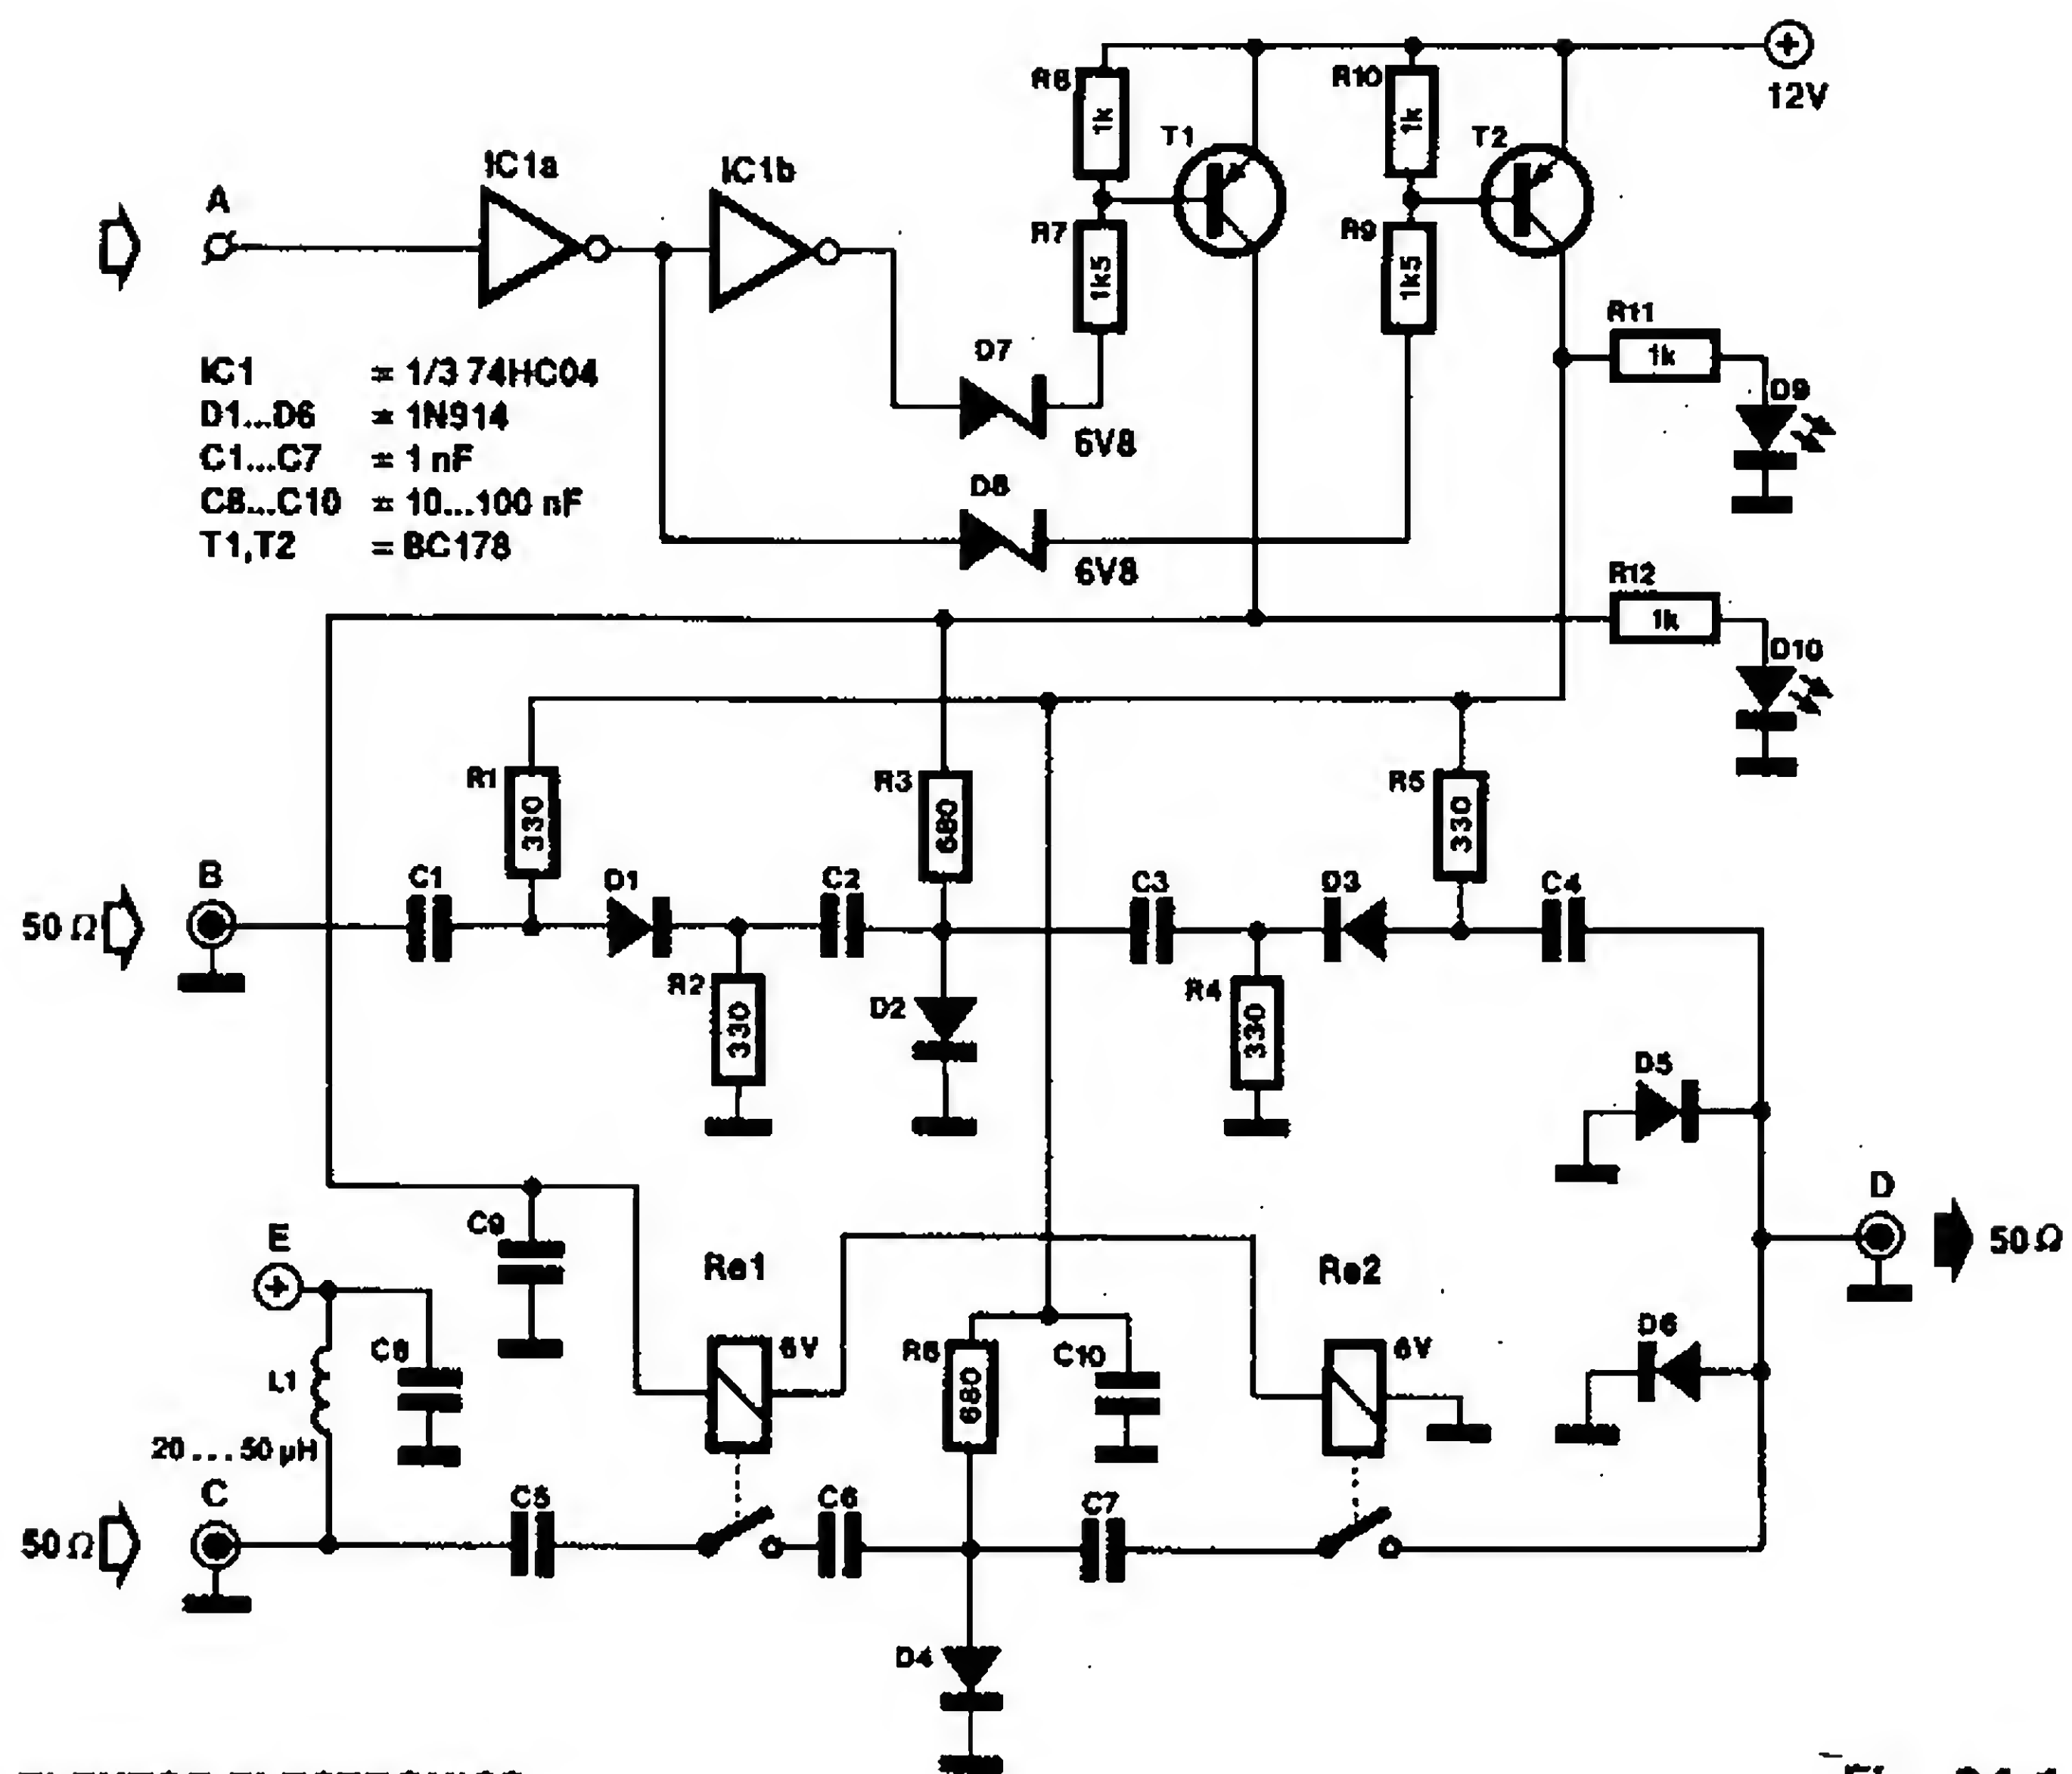 12V
R8
1k
R10
1k
T1
T2
A
IC1a
IC1b
R7
1k5
R9
1k5
R11
1k
D9
D7
6V8
D8
6V8
IC1 = 1/3 74HC04
D1...D6 = 1N914
C1...C7 = 1 nF
C8...C10 = 10...100 nF
T1,T2 = BC178
R12
1k
D10
R1
330
R3
680
R5
330
50 Ω
B
C1
D1
C2
C3
D3
C4
R2
330
D2
R4
330
D5
D
50 Ω
E
C9
Re1
6V
Re2
6V
L1
C8
R6
680
C10
D6
20...50 µH
50 Ω
C
C5
C6
C7
D4